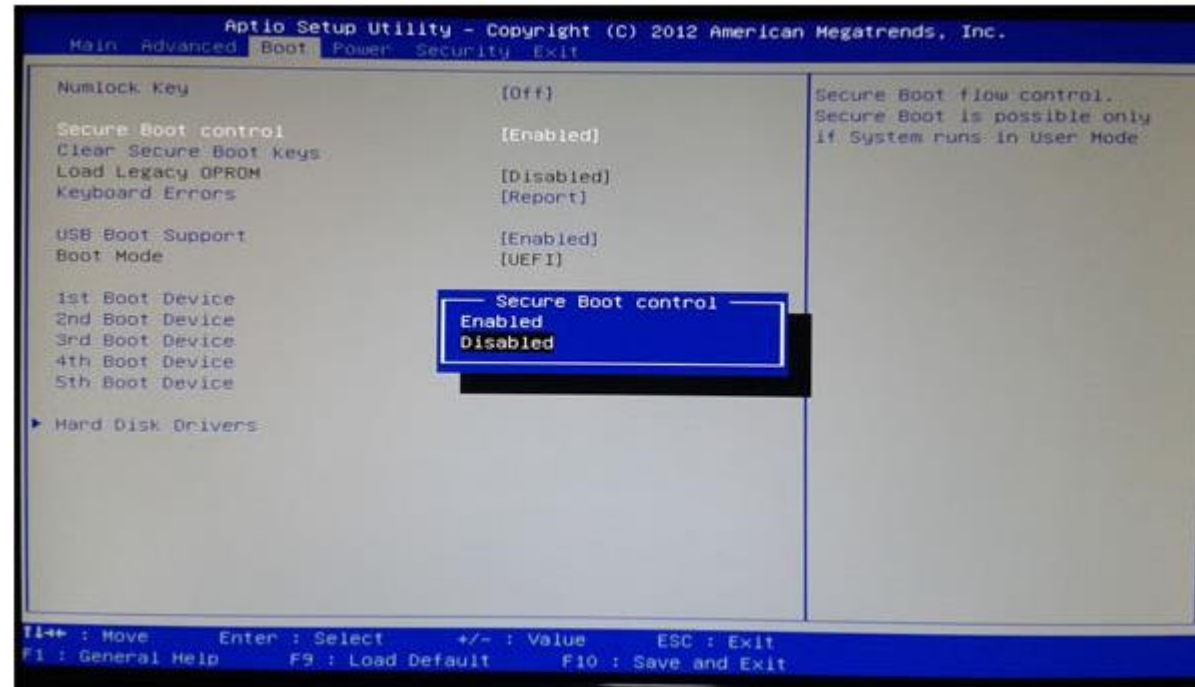 Aptio Setup Utility - Copyright (C) 2012 American Megatrends, Inc.
Main Advanced Boot Power Security Exit
Numlock Key [Off]
Secure Boot control [Enabled]
Clear Secure Boot keys
Load Legacy OPROM [Disabled]
Keyboard Errors [Report]
USB Boot Support [Enabled]
Boot Mode [UEFI]
1st Boot Device
2nd Boot Device
3rd Boot Device
4th Boot Device
5th Boot Device
Hard Disk Drivers
Secure Boot control
Enabled
Disabled
Secure Boot flow control.
Secure Boot is possible only
if System runs in User Mode
↑↓→← : Move Enter : Select +/- : Value ESC : Exit
F1 : General Help F9 : Load Default F10 : Save and Exit